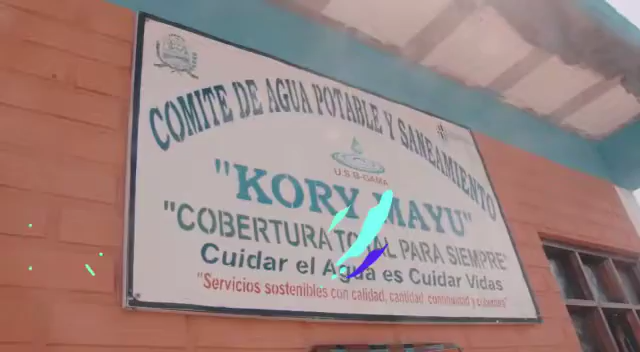 COMITE DE AGUA POTABLE Y SANEAMIENTO
U.S.B-GAMA
"KORY MAYU"
"COBERTURA TOTAL PARA SIEMPRE"
Cuidar el Agua es Cuidar Vidas
"Servicios sostenibles con calidad, cantidad, continuidad y cobertura"